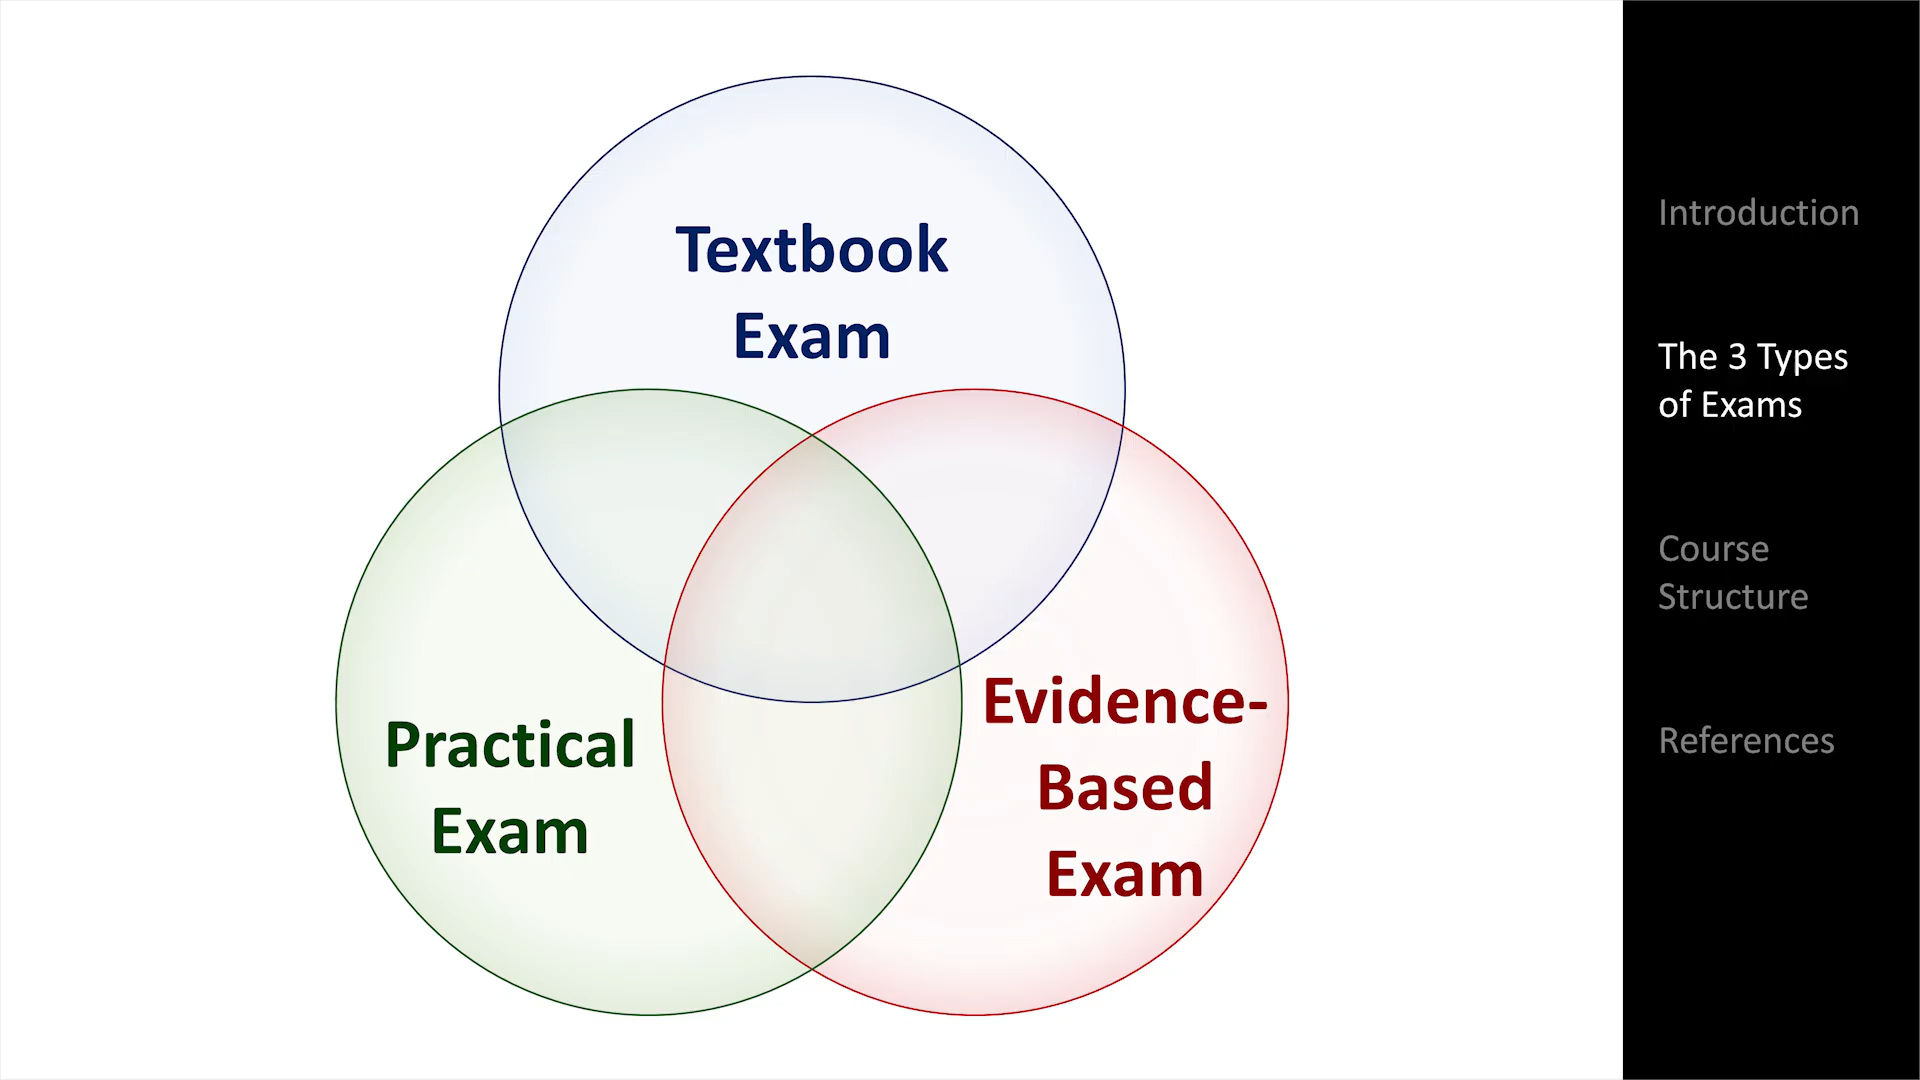 Textbook
Exam
Practical
Exam
Evidence-
Based
Exam
Introduction
The 3 Types
of Exams
Course
Structure
References